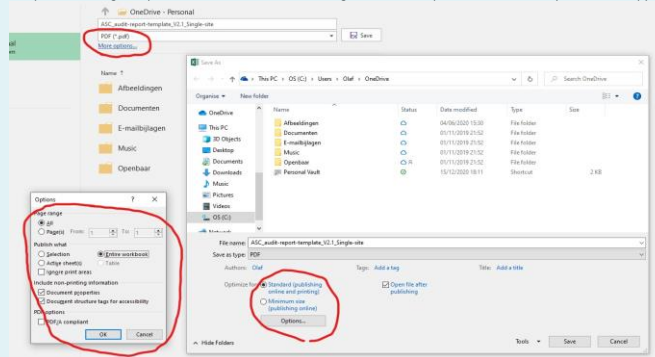 OneDrive - Personal
ASC_audit-report-template_V2.1_Single-site
PDF (*.pdf)
Save
More options...
Name ↑
Afbeeldingen
Documenten
E-mailbijlagen
Music
Openbaar
Save As
This PC › OS (C:) › Users › Olaf › OneDrive
Search OneDrive
Organise
New folder
Name
Status
Date modified
Type
Size
OneDrive
This PC
3D Objects
Desktop
Documents
Downloads
Music
Pictures
Videos
OS (C:)
Afbeeldingen 04/06/2020 15:30 File folder
Documenten 01/11/2019 21:52 File folder
E-mailbijlagen 01/11/2019 21:52 File folder
Music 01/11/2019 21:52 File folder
Openbaar 01/11/2019 21:52 File folder
Personal Vault 15/12/2020 18:11 Shortcut 2 KB
File name: ASC_audit-report-template_V2.1_Single-site
Save as type: PDF
Authors: Olaf
Tags: Add a tag
Title: Add a title
Optimize for: Standard (publishing
online and printing)
Minimum size
(publishing online)
Options...
Open file after
publishing
Hide Folders
Tools
Save
Cancel
Options
? X
Page range
All
Page(s) From: 1 To: 1
Publish what
Selection
Entire workbook
Active sheet(s)
Table
Ignore print areas
Include non-printing information
Document properties
Document structure tags for accessibility
PDF options
PDF/A compliant
OK
Cancel